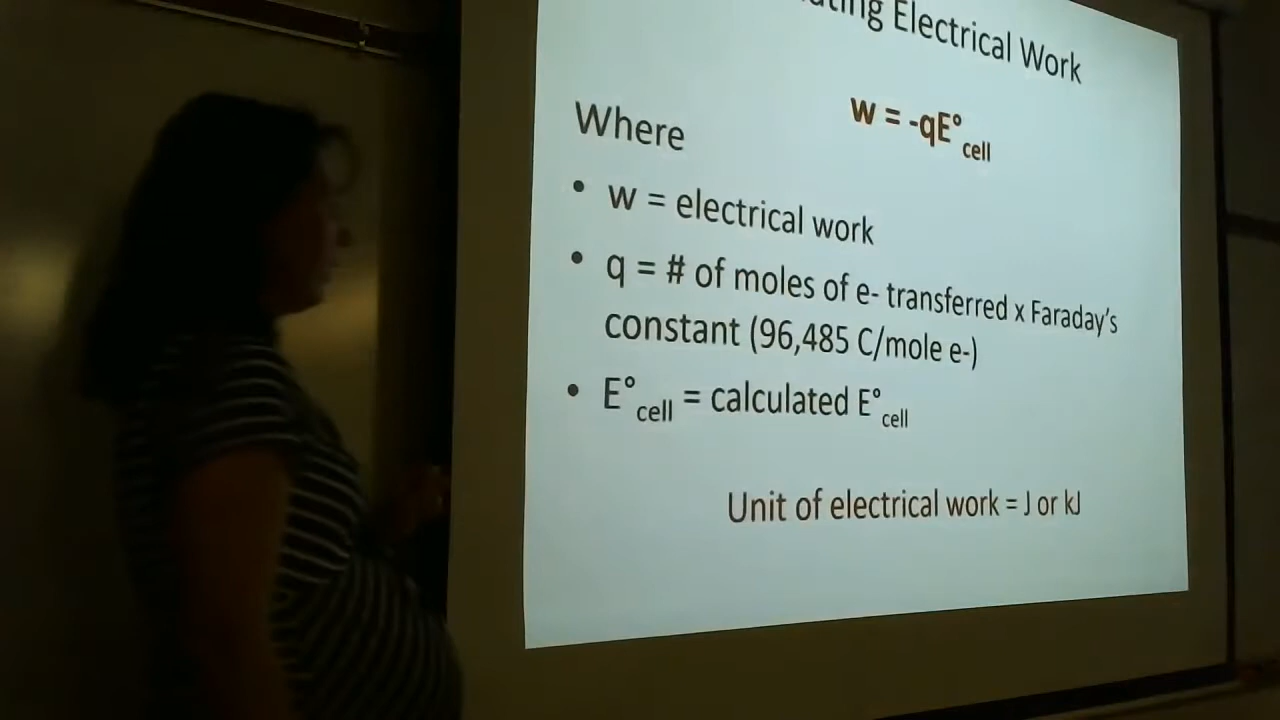 Electrical Work
w = -qE°cell
Where
• w = electrical work
• q = # of moles of e- transferred x Faraday's
constant (96,485 C/mole e-)
• E°cell = calculated E°cell
Unit of electrical work = J or kJ